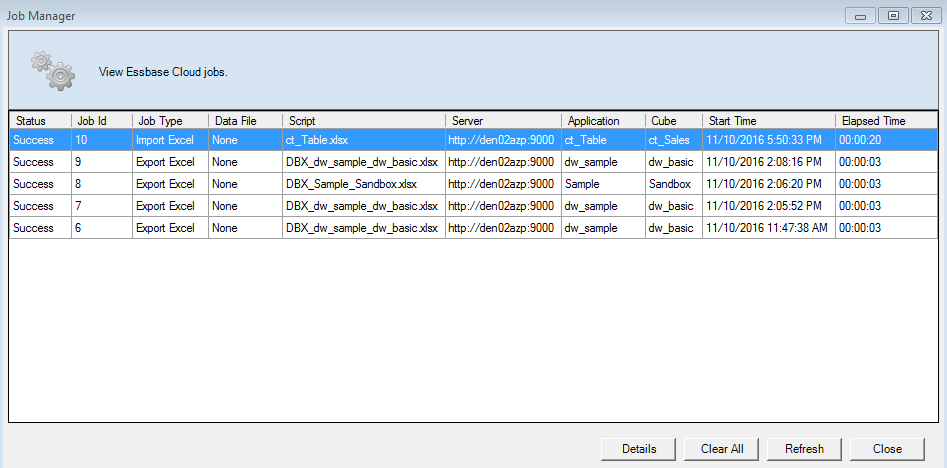 Job Manager
View Essbase Cloud jobs.
Status Job Id Job Type Data File Script Server Application Cube Start Time Elapsed Time
Success 10 Import Excel None ct_Table.xlsx http://den02azp:9000 ct_Table ct_Sales 11/10/2016 5:50:33 PM 00:00:20
Success 9 Export Excel None DBX_dw_sample_dw_basic.xlsx http://den02azp:9000 dw_sample dw_basic 11/10/2016 2:08:16 PM 00:00:03
Success 8 Export Excel None DBX_Sample_Sandbox.xlsx http://den02azp:9000 Sample Sandbox 11/10/2016 2:06:20 PM 00:00:03
Success 7 Export Excel None DBX_dw_sample_dw_basic.xlsx http://den02azp:9000 dw_sample dw_basic 11/10/2016 2:05:52 PM 00:00:03
Success 6 Export Excel None DBX_dw_sample_dw_basic.xlsx http://den02azp:9000 dw_sample dw_basic 11/10/2016 11:47:38 AM 00:00:03
Details Clear All Refresh Close